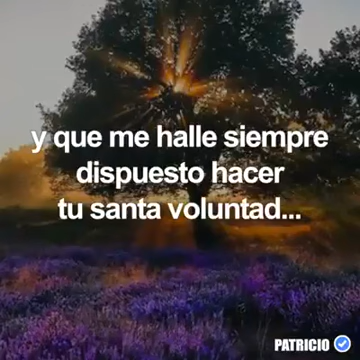 y que me halle siempre
dispuesto hacer
tu santa voluntad...
PATRICIO